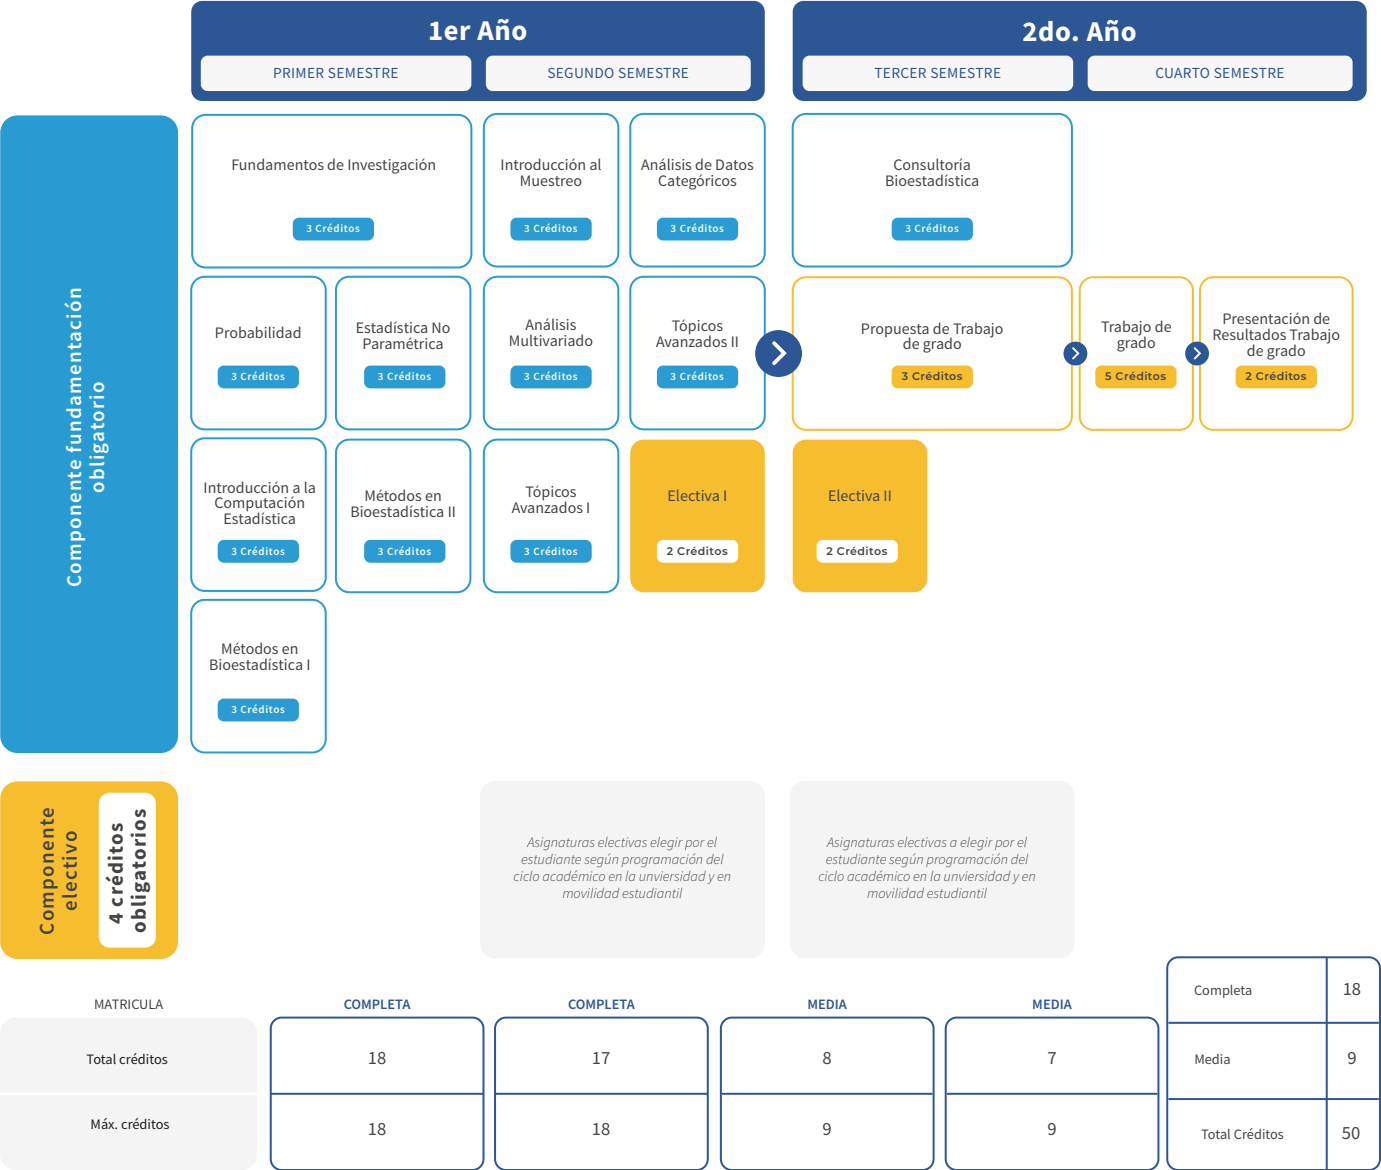 1er Año
2do. Año
PRIMER SEMESTRE
SEGUNDO SEMESTRE
TERCER SEMESTRE
CUARTO SEMESTRE
Componente fundamentación
obligatorio
Fundamentos de Investigación
3 Créditos
Introducción al
Muestreo
3 Créditos
Análisis de Datos
Categóricos
3 Créditos
Consultoría
Bioestadística
3 Créditos
Probabilidad
3 Créditos
Estadística No
Paramétrica
3 Créditos
Análisis
Multivariado
3 Créditos
Tópicos
Avanzados II
3 Créditos
Propuesta de Trabajo
de grado
3 Créditos
Trabajo de
grado
5 Créditos
Presentación de
Resultados Trabajo
de grado
2 Créditos
Introducción a la
Computación
Estadística
3 Créditos
Métodos en
Bioestadística II
3 Créditos
Tópicos
Avanzados I
3 Créditos
Electiva I
2 Créditos
Electiva II
2 Créditos
Métodos en
Bioestadística I
3 Créditos
Componente
electivo
4 créditos
obligatorios
Asignaturas electivas elegir por el
estudiante según programación del
ciclo académico en la unviersidad y en
movilidad estudiantil
Asignaturas electivas a elegir por el
estudiante según programación del
ciclo académico en la unviersidad y en
movilidad estudiantil
MATRICULA
COMPLETA
COMPLETA
MEDIA
MEDIA
Total créditos
18
17
8
7
Máx. créditos
18
18
9
9
Completa
18
Media
9
Total Créditos
50